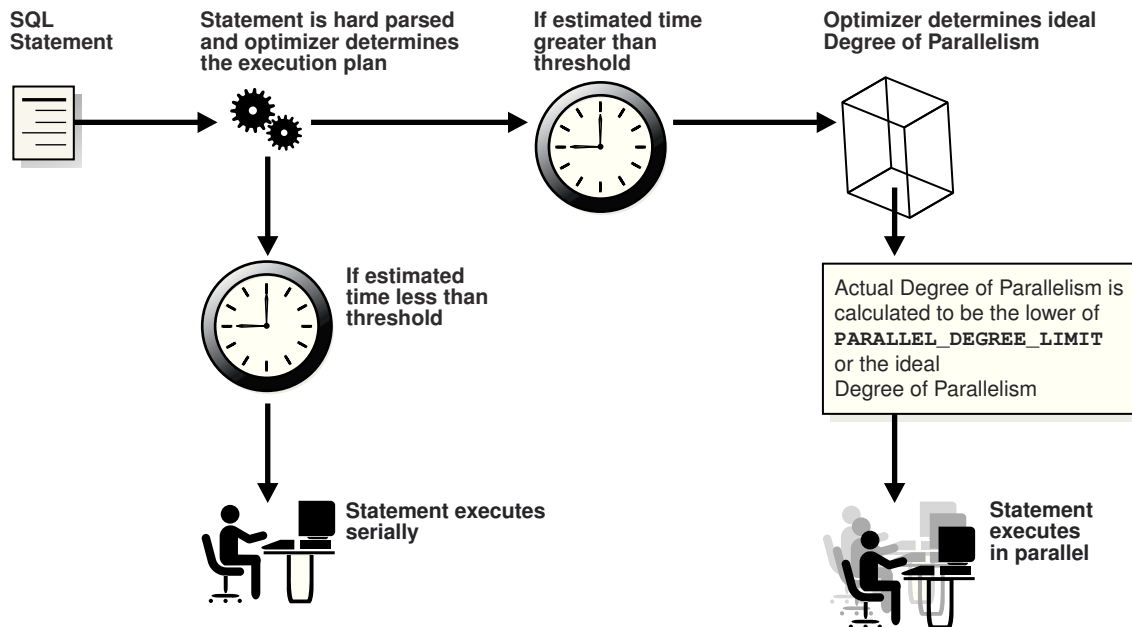 SQL
Statement
Statement is hard parsed
and optimizer determines
the execution plan
If estimated time
greater than
threshold
Optimizer determines ideal
Degree of Parallelism
If estimated
time less than
threshold
Actual Degree of Parallelism is
calculated to be the lower of
PARALLEL_DEGREE_LIMIT
or the ideal
Degree of Parallelism
Statement executes
serially
Statement
executes
in parallel